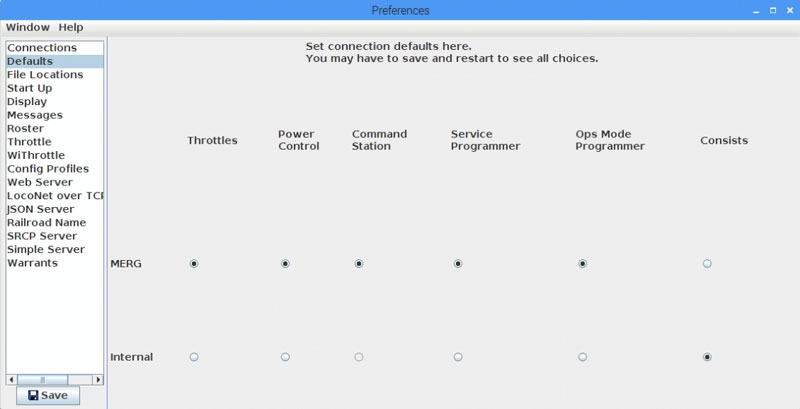 Preferences
Window Help
Connections
Defaults
File Locations
Start Up
Display
Messages
Roster
Throttle
WiThrottle
Config Profiles
Web Server
LocoNet over TCP
JSON Server
Railroad Name
SRCP Server
Simple Server
Warrants
Save
Set connection defaults here.
You may have to save and restart to see all choices.
Throttles
Power
Control
Command
Station
Service
Programmer
Ops Mode
Programmer
Consists
MERG
Internal